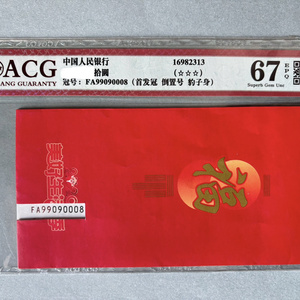 ACG
ANG GUARANTY
中国人民银行
16982313
拾圆
(☆☆☆)
冠号: FA99090008 (首发冠 倒置号 豹子身)
67 EPQ
Superb Gem Unc
福
FA99090008